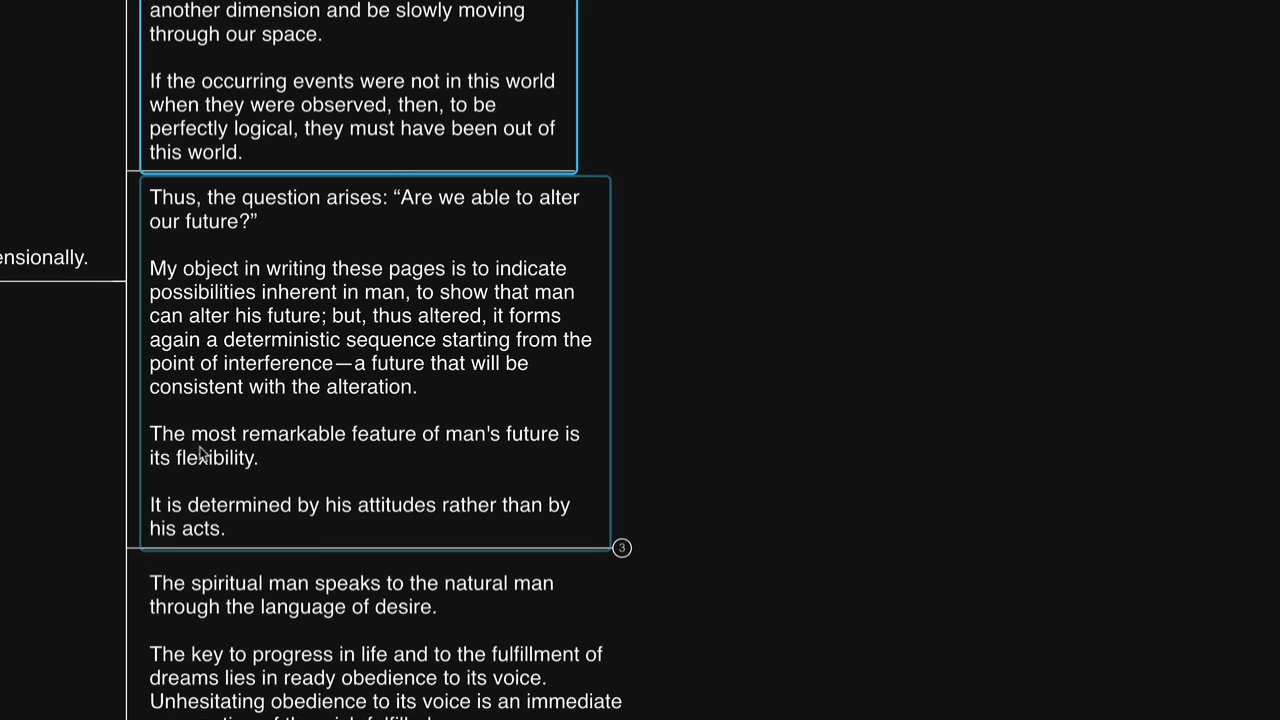 another dimension and be slowly moving
through our space.
If the occurring events were not in this world
when they were observed, then, to be
perfectly logical, they must have been out of
this world.
Thus, the question arises: “Are we able to alter
our future?”
ensionally.
My object in writing these pages is to indicate
possibilities inherent in man, to show that man
can alter his future; but, thus altered, it forms
again a deterministic sequence starting from the
point of interference—a future that will be
consistent with the alteration.
The most remarkable feature of man's future is
its flexibility.
It is determined by his attitudes rather than by
his acts.
3
The spiritual man speaks to the natural man
through the language of desire.
The key to progress in life and to the fulfillment of
dreams lies in ready obedience to its voice.
Unhesitating obedience to its voice is an immediate